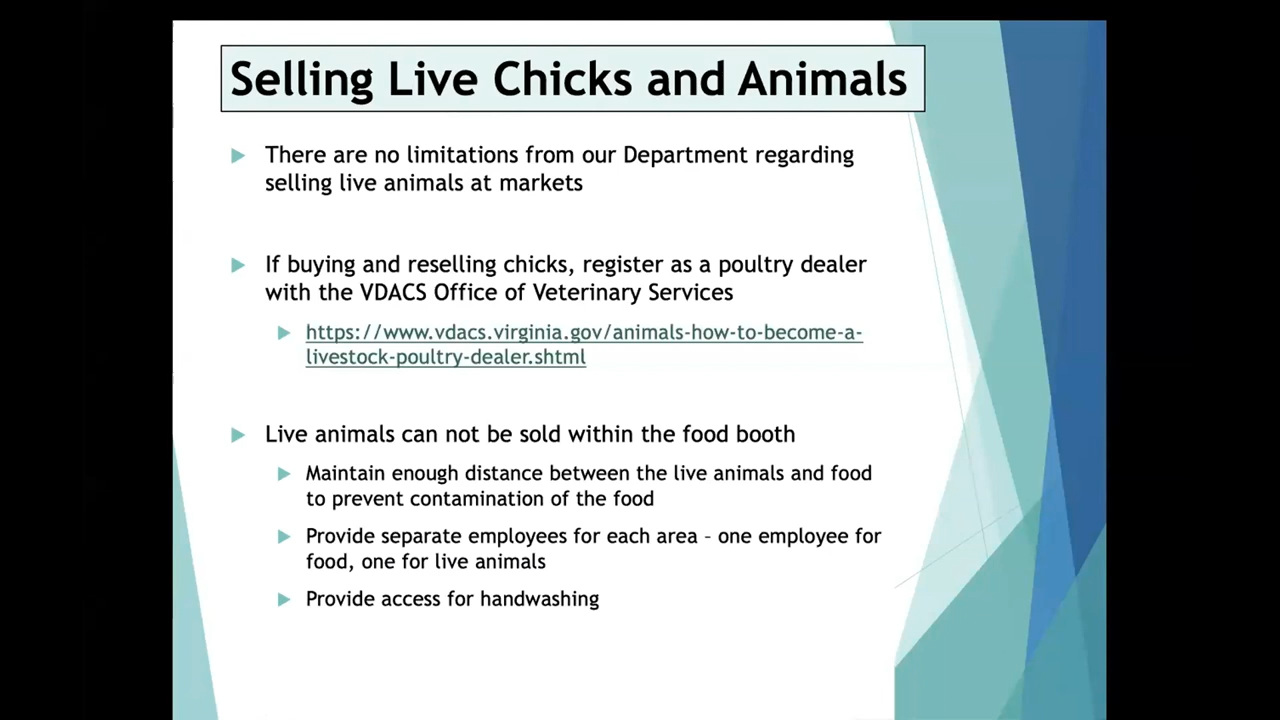 Selling Live Chicks and Animals
There are no limitations from our Department regarding
selling live animals at markets
If buying and reselling chicks, register as a poultry dealer
with the VDACS Office of Veterinary Services
https://www.vdacs.virginia.gov/animals-how-to-become-a-
livestock-poultry-dealer.shtml
Live animals can not be sold within the food booth
Maintain enough distance between the live animals and food
to prevent contamination of the food
Provide separate employees for each area – one employee for
food, one for live animals
Provide access for handwashing